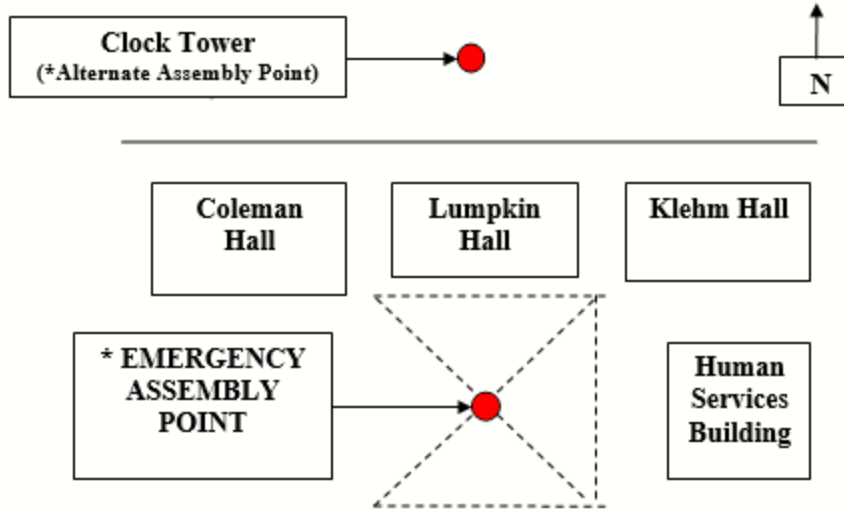 Clock Tower
(*Alternate Assembly Point)
N
Coleman
Hall
Lumpkin
Hall
Klehm Hall
* EMERGENCY
ASSEMBLY
POINT
Human
Services
Building